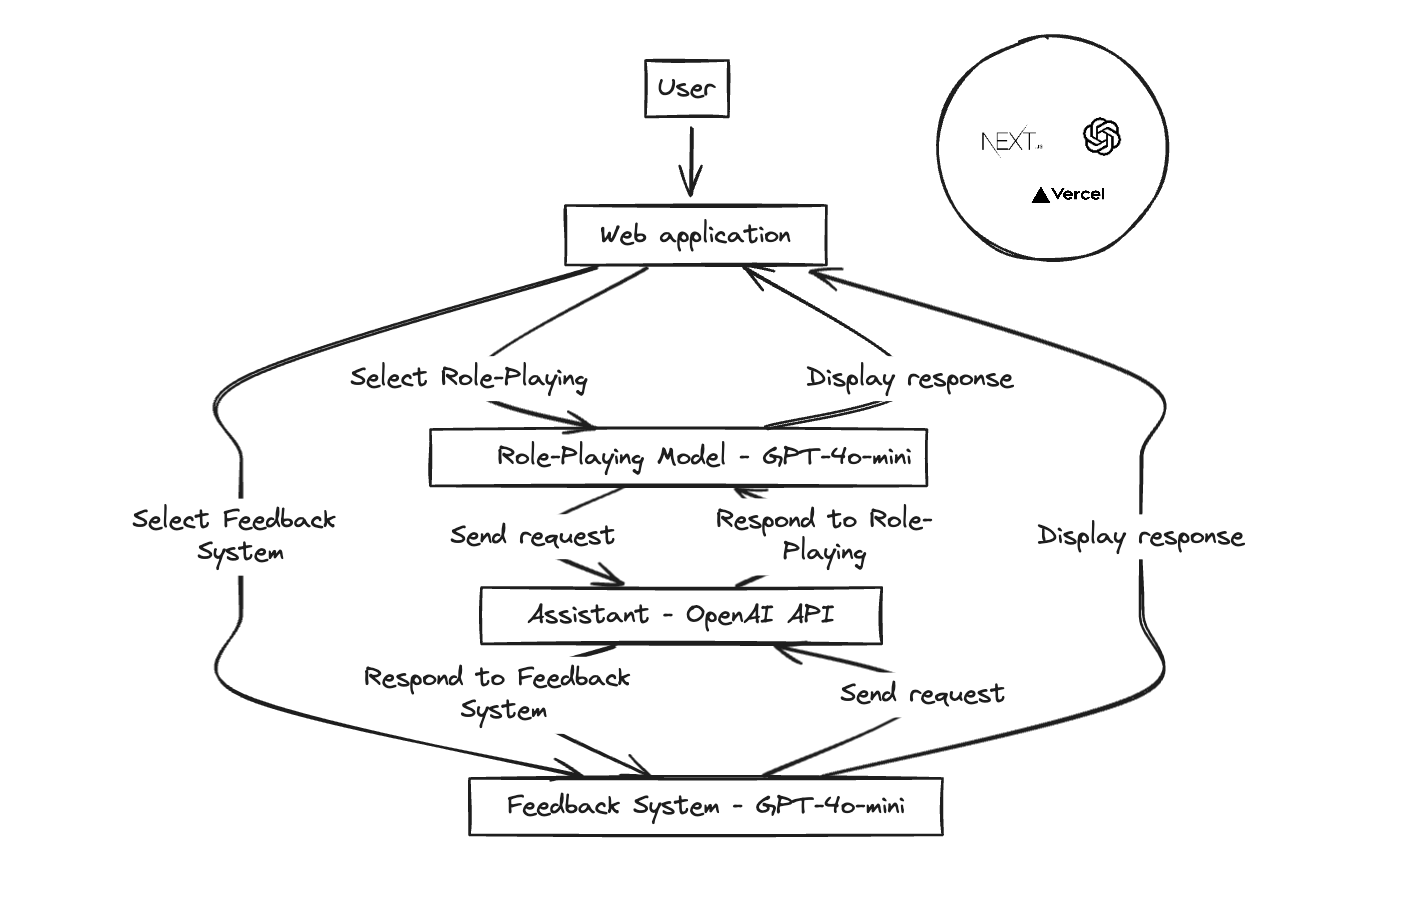 User
NEXT.JS
Vercel
Web application
Select Role-Playing
Display response
Role-Playing Model - GPT-4o-mini
Select Feedback
System
Send request
Respond to Role-
Playing
Display response
Assistant - OpenAI API
Respond to Feedback
System
Send request
Feedback System - GPT-4o-mini